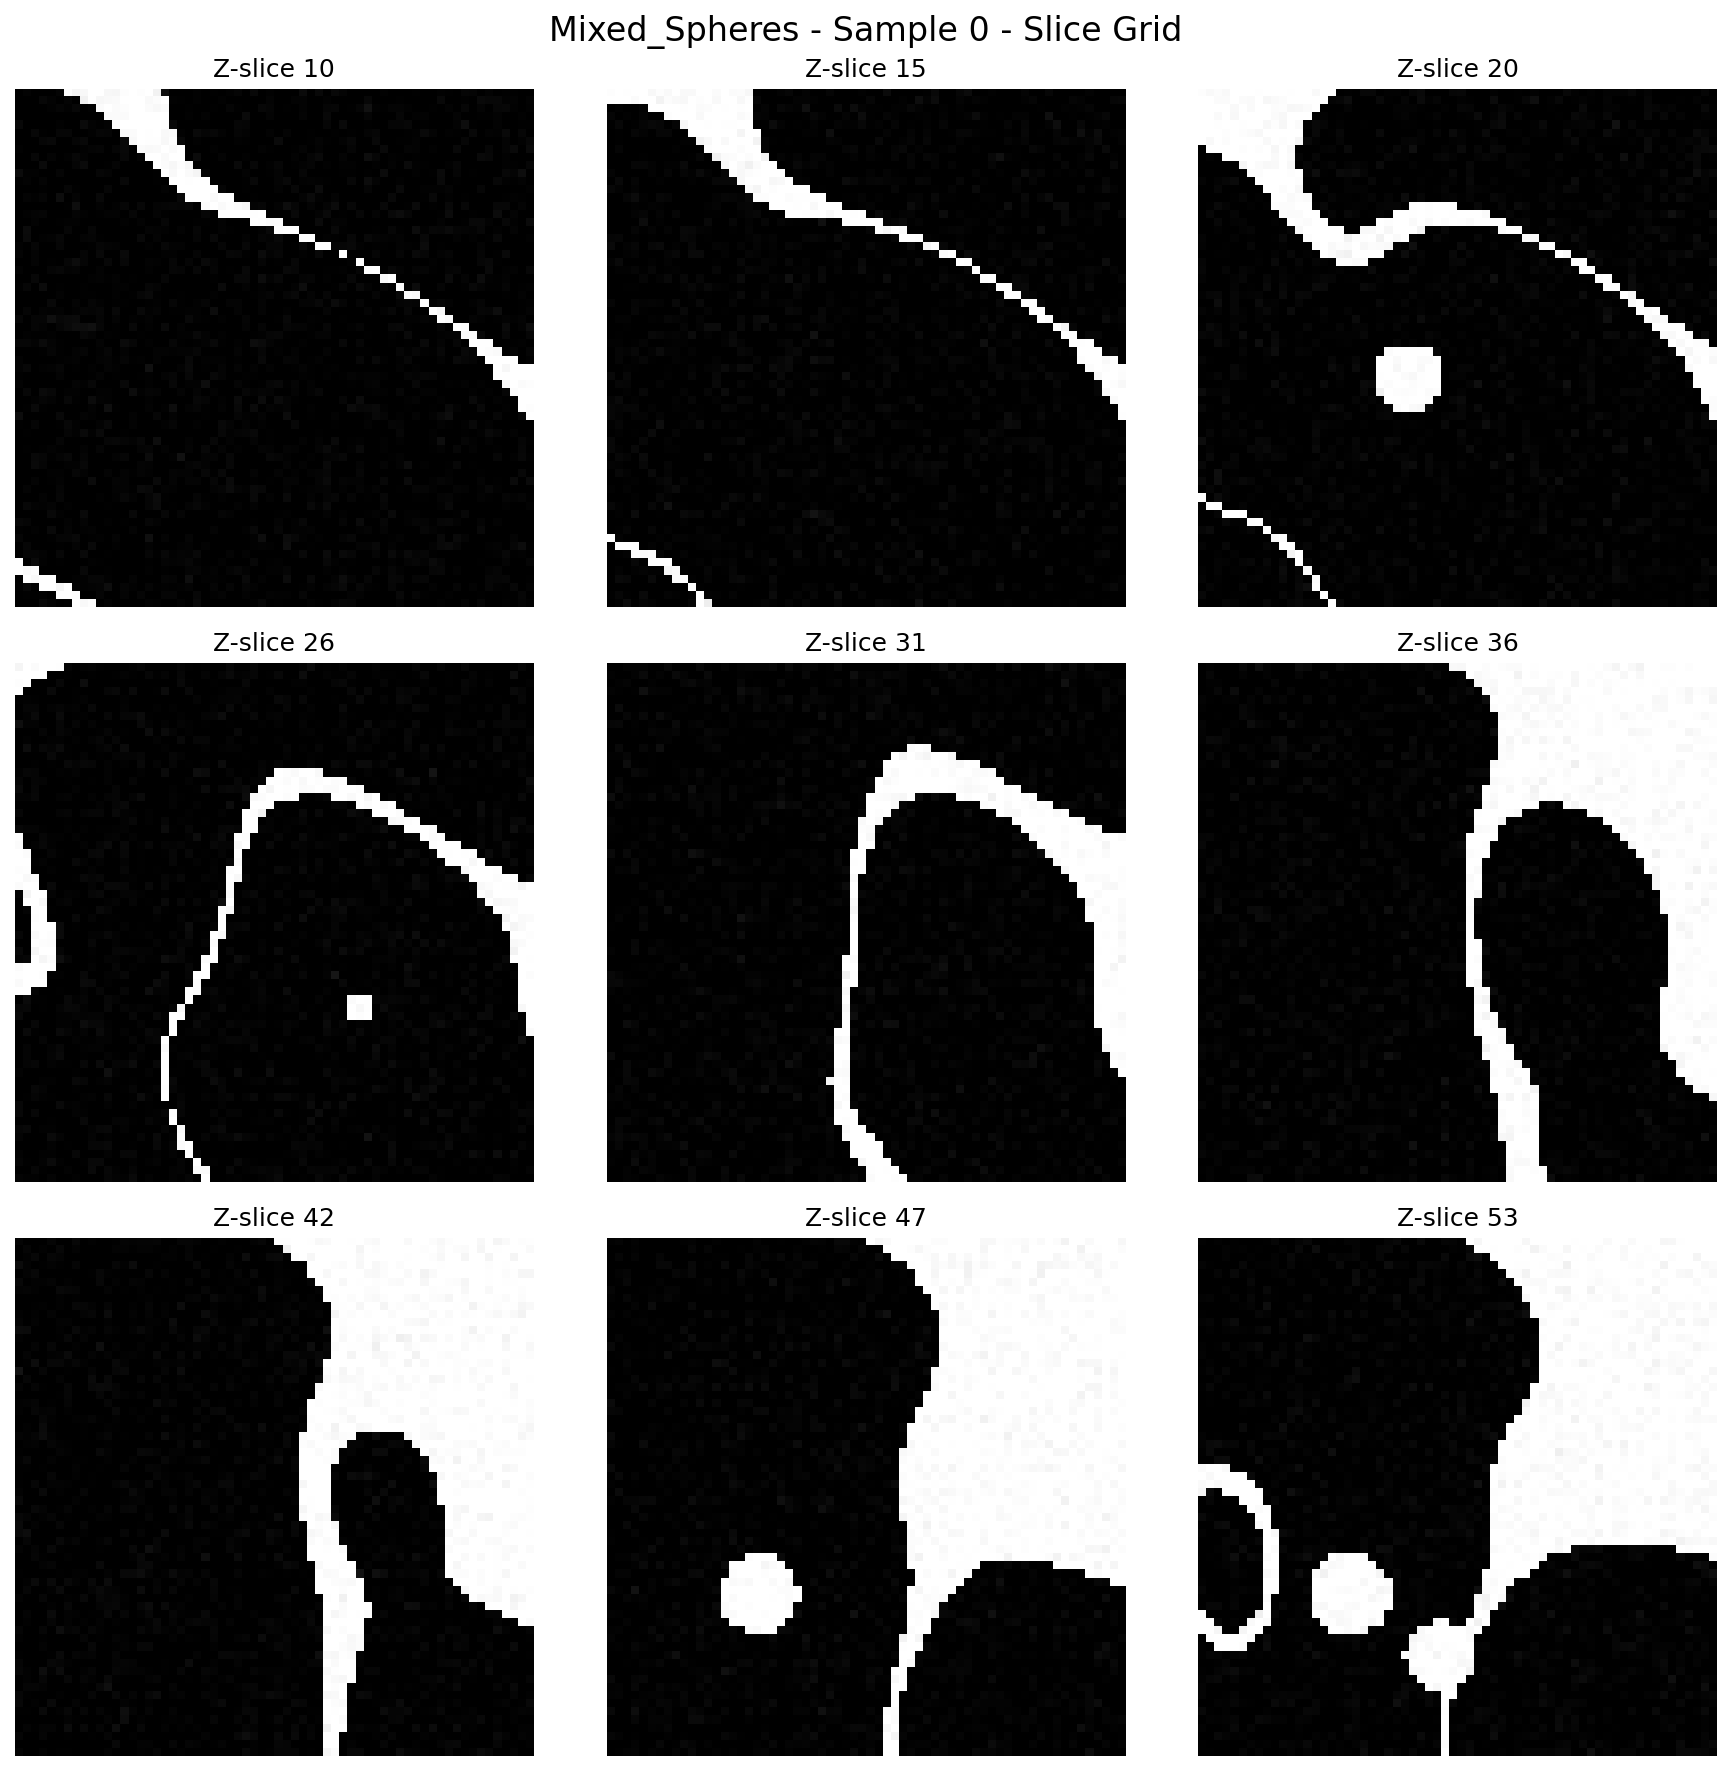 Mixed_Spheres - Sample 0 - Slice Grid
Z-slice 10
Z-slice 15
Z-slice 20
Z-slice 26
Z-slice 31
Z-slice 36
Z-slice 42
Z-slice 47
Z-slice 53